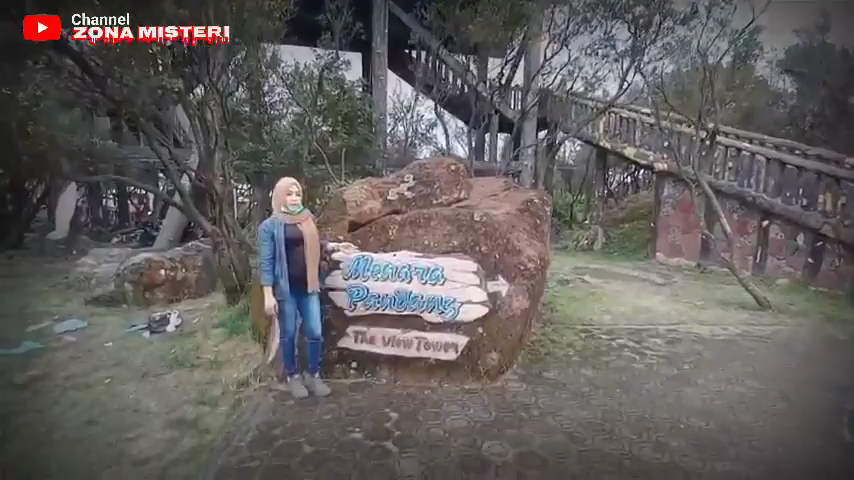 Channel
ZONA MISTERI
Menara
Pandang
The View Tower